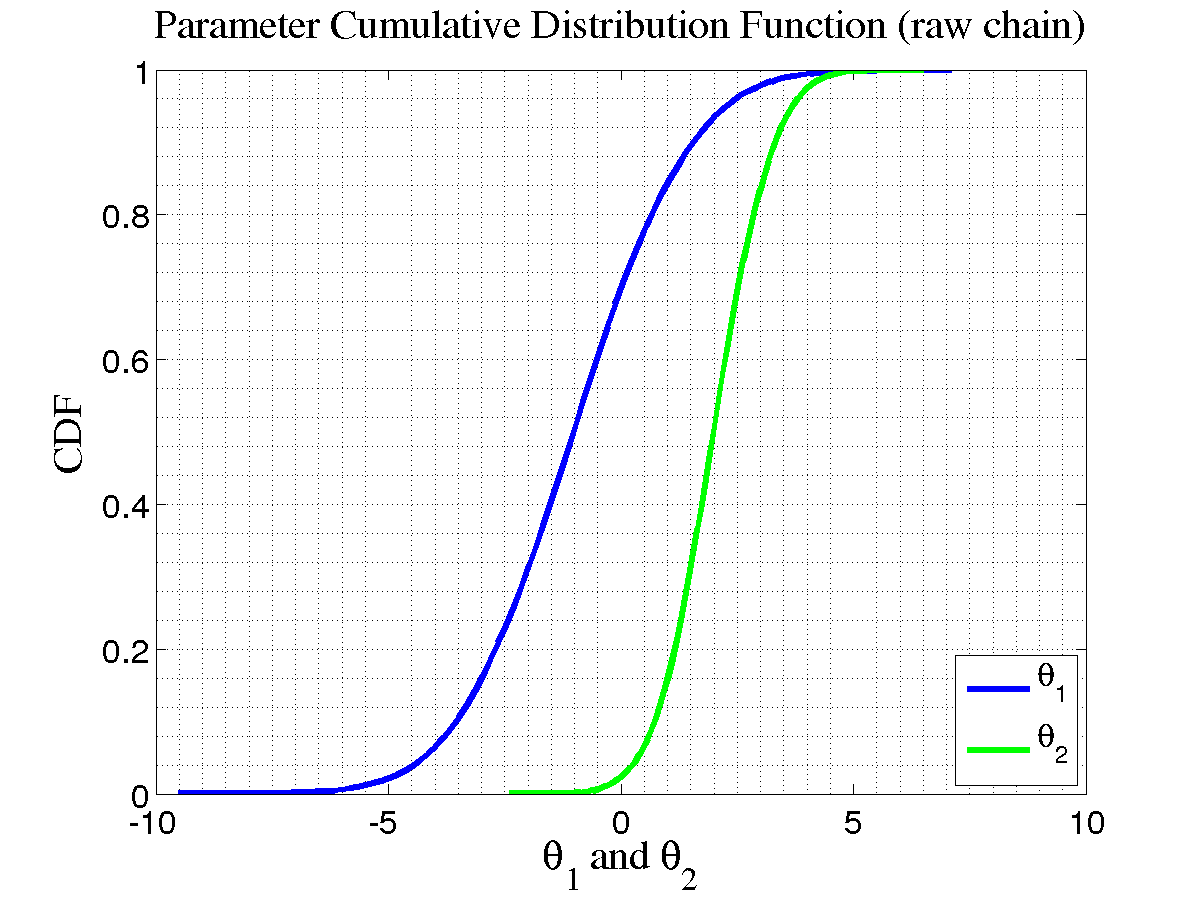 Parameter Cumulative Distribution Function (raw chain)
1
0.8
0.6
0.4
0.2
0
CDF
-10 -5 0 5 10
θ1 and θ2
θ1
θ2